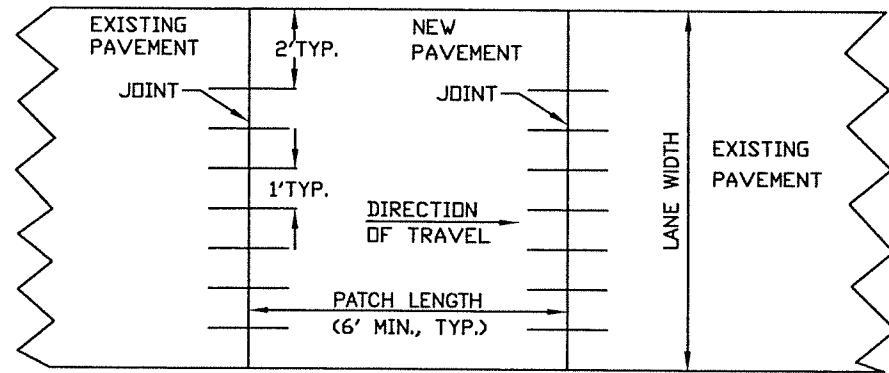 EXISTING
PAVEMENT
2'TYP.
NEW
PAVEMENT
JOINT
JOINT
1'TYP.
DIRECTION
OF TRAVEL
LANE WIDTH
EXISTING
PAVEMENT
PATCH LENGTH
(6' MIN., TYP.)